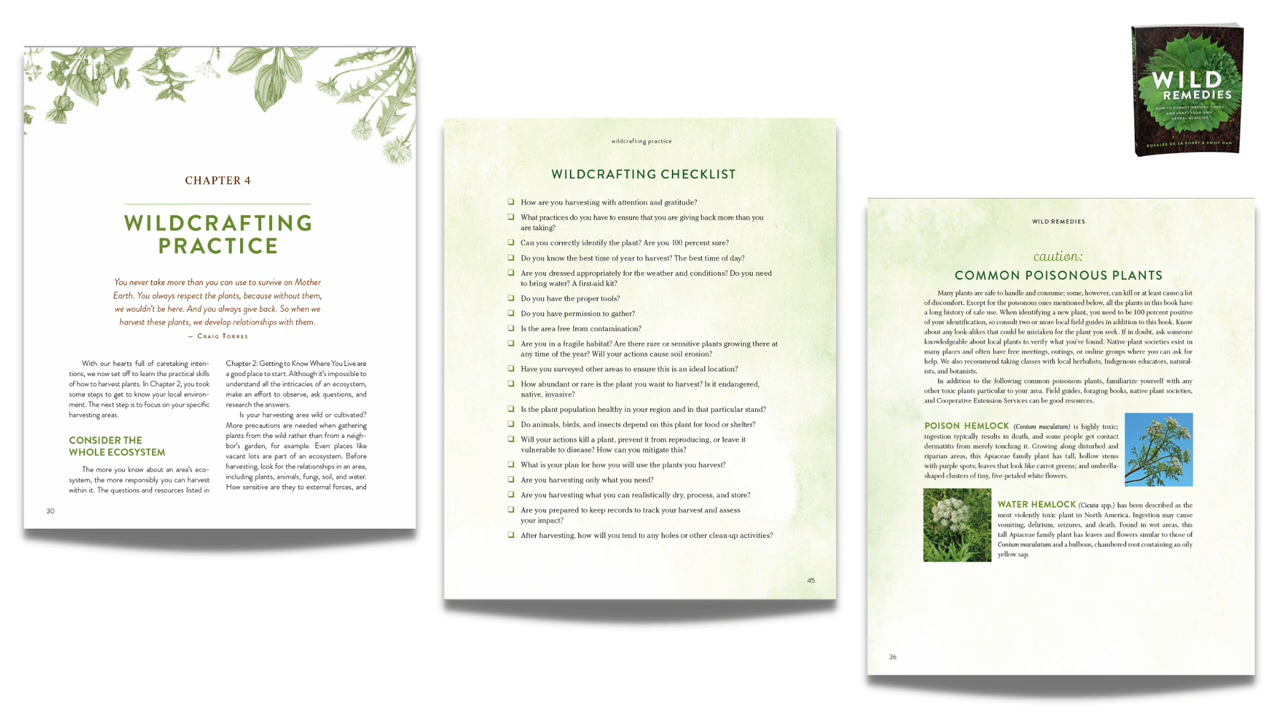 CHAPTER 4
WILDCRAFTING
PRACTICE
You never take more than you can use to survive on Mother
Earth. You always respect the plants, because without them,
we wouldn't be here. And you always give back. So when we
harvest these plants, we develop relationships with them.
– Craig Torres
With our hearts full of caretaking inten-
tions, we now set off to learn the practical skills
of how to harvest plants. In Chapter 2, you took
some steps to get to know your local environ-
ment. The next step is to focus on your specific
harvesting areas.
CONSIDER THE
WHOLE ECOSYSTEM
The more you know about an area's eco-
system, the more responsibly you can harvest
within it. The questions and resources listed in
Chapter 2: Getting to Know Where You Live are
a good place to start. Although it's impossible to
understand all the intricacies of an ecosystem,
make an effort to observe, ask questions, and
research the answers.
Is your harvesting area wild or cultivated?
More precautions are needed when gathering
plants from the wild rather than from a neigh-
bor's garden, for example. Even places like
vacant lots are part of an ecosystem. Before
harvesting, look for the relationships in an area,
including plants, animals, fungi, soil, and water.
How sensitive are they to external forces, and
30
wildcrafting practice
WILDCRAFTING CHECKLIST
How are you harvesting with attention and gratitude?
What practices do you have to ensure that you are giving back more than you
are taking?
Can you correctly identify the plant? Are you 100 percent sure?
Do you know the best time of year to harvest? The best time of day?
Are you dressed appropriately for the weather and conditions? Do you need
to bring water? A first-aid kit?
Do you have the proper tools?
Do you have permission to gather?
Is the area free from contamination?
Are you in a fragile habitat? Are there rare or sensitive plants growing there at
any time of the year? Will your actions cause soil erosion?
Have you surveyed other areas to ensure this is an ideal location?
How abundant or rare is the plant you want to harvest? Is it endangered,
native, invasive?
Is the plant population healthy in your region and in that particular stand?
Do animals, birds, and insects depend on this plant for food or shelter?
Will your actions kill a plant, prevent it from reproducing, or leave it
vulnerable to disease? How can you mitigate this?
What is your plan for how you will use the plants you harvest?
Are you harvesting only what you need?
Are you harvesting what you can realistically dry, process, and store?
Are you prepared to keep records to track your harvest and assess
your impact?
After harvesting, how will you tend to any holes or other clean-up activities?
45
WILD
REMEDIES
HOW TO FORAGE HEALING FOODS
AND CRAFT YOUR OWN
HERBAL MEDICINE
ROSALEE DE LA FORÊT & EMILY HAN
WILD REMEDIES
caution:
COMMON POISONOUS PLANTS
Many plants are safe to handle and consume; some, however, can kill or at least cause a lot
of discomfort. Except for the poisonous ones mentioned below, all the plants in this book have
a long history of safe use. When identifying a new plant, you need to be 100 percent positive
of your identification, so consult two or more local field guides in addition to this book. Know
about any look-alikes that could be mistaken for the plant you seek. If in doubt, ask someone
knowledgeable about local plants to verify what you've found. Native plant societies exist in
many places and often have free meetings, outings, or online groups where you can ask for
help. We also recommend taking classes with local herbalists, Indigenous educators, natural-
ists, and botanists.
In addition to the following common poisonous plants, familiarize yourself with any
other toxic plants particular to your area. Field guides, foraging books, native plant societies,
and Cooperative Extension Services can be good resources.
POISON HEMLOCK (Conium maculatum) is highly toxic;
ingestion typically results in death, and some people get contact
dermatitis from merely touching it. Growing along disturbed and
riparian areas, this Apiaceae family plant has tall, hollow stems
with purple spots; leaves that look like carrot greens; and umbrella-
shaped clusters of tiny, five-petaled white flowers.
WATER HEMLOCK (Cicuta spp.) has been described as the
most violently toxic plant in North America. Ingestion may cause
vomiting, delirium, seizures, and death. Found in wet areas, this
tall Apiaceae family plant has leaves and flowers similar to those of
Conium maculatum and a bulbous, chambered root containing an oily
yellow sap.
36